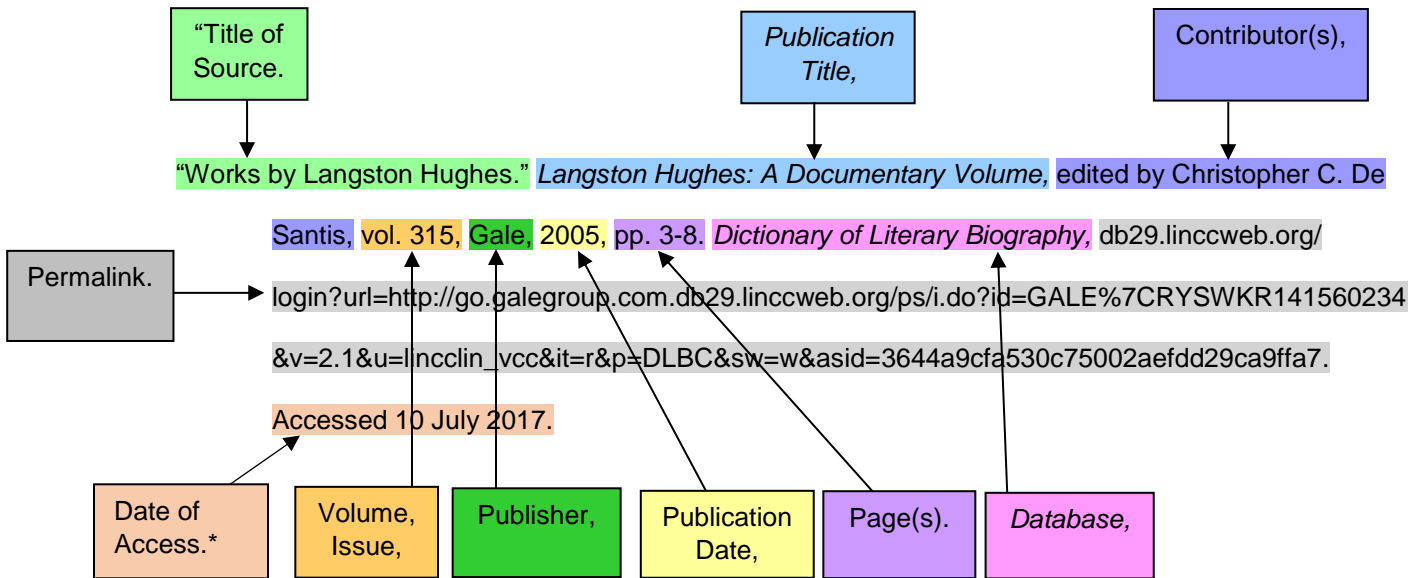 “Title of
Source.
Publication
Title,
Contributor(s),
“Works by Langston Hughes.” Langston Hughes: A Documentary Volume, edited by Christopher C. De
Santis, vol. 315, Gale, 2005, pp. 3-8. Dictionary of Literary Biography, db29.linccweb.org/
Permalink.
login?url=http://go.galegroup.com.db29.linccweb.org/ps/i.do?id=GALE%7CRYSWKR141560234
&v=2.1&u=lincclin_vcc&it=r&p=DLBC&sw=w&asid=3644a9cfa530c75002aefdd29ca9ffa7.
Accessed 10 July 2017.
Date of
Access.*
Volume,
Issue,
Publisher,
Publication
Date,
Page(s).
Database,